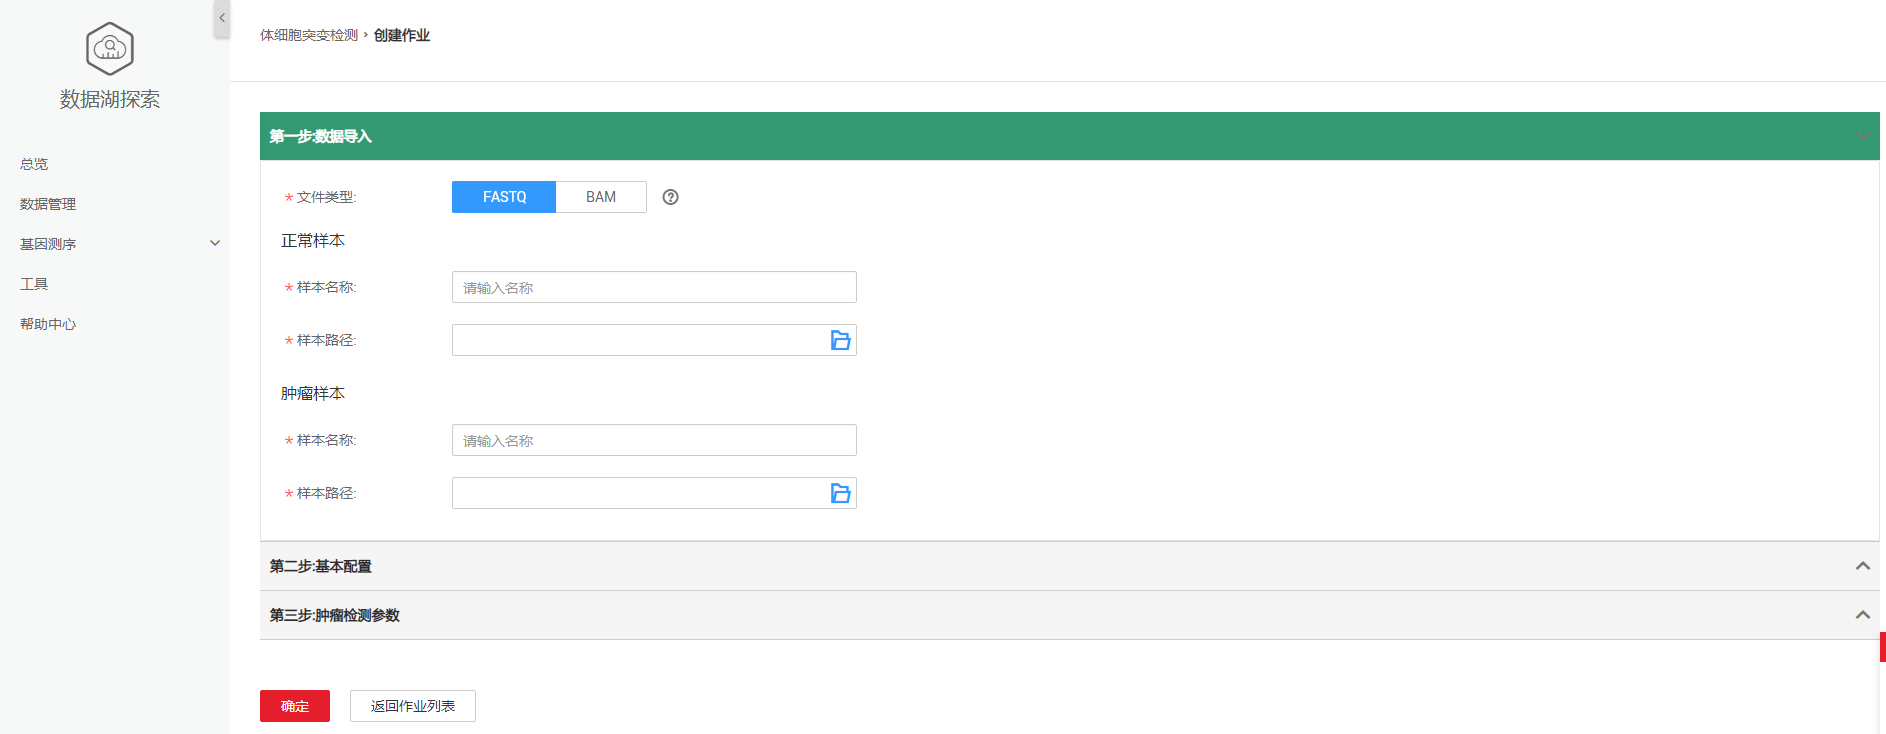 数据湖探索
总览
数据管理
基因测序
工具
帮助中心
体细胞突变检测 › 创建作业
第一步:数据导入
* 文件类型: FASTQ BAM ?
正常样本
* 样本名称: 请输入名称
* 样本路径:
肿瘤样本
* 样本名称: 请输入名称
* 样本路径:
第二步:基本配置
第三步:肿瘤检测参数
确定 返回作业列表